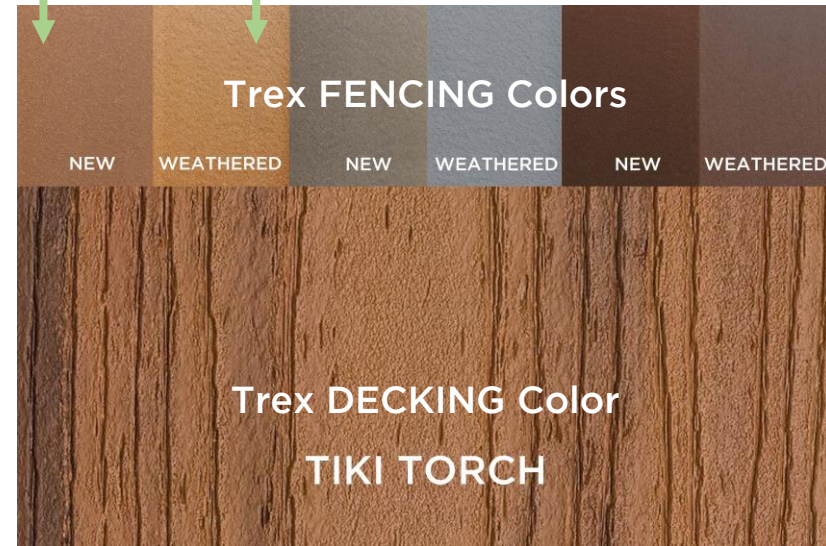 Trex FENCING Colors
NEW WEATHERED NEW WEATHERED NEW WEATHERED
Trex DECKING Color
TIKI TORCH